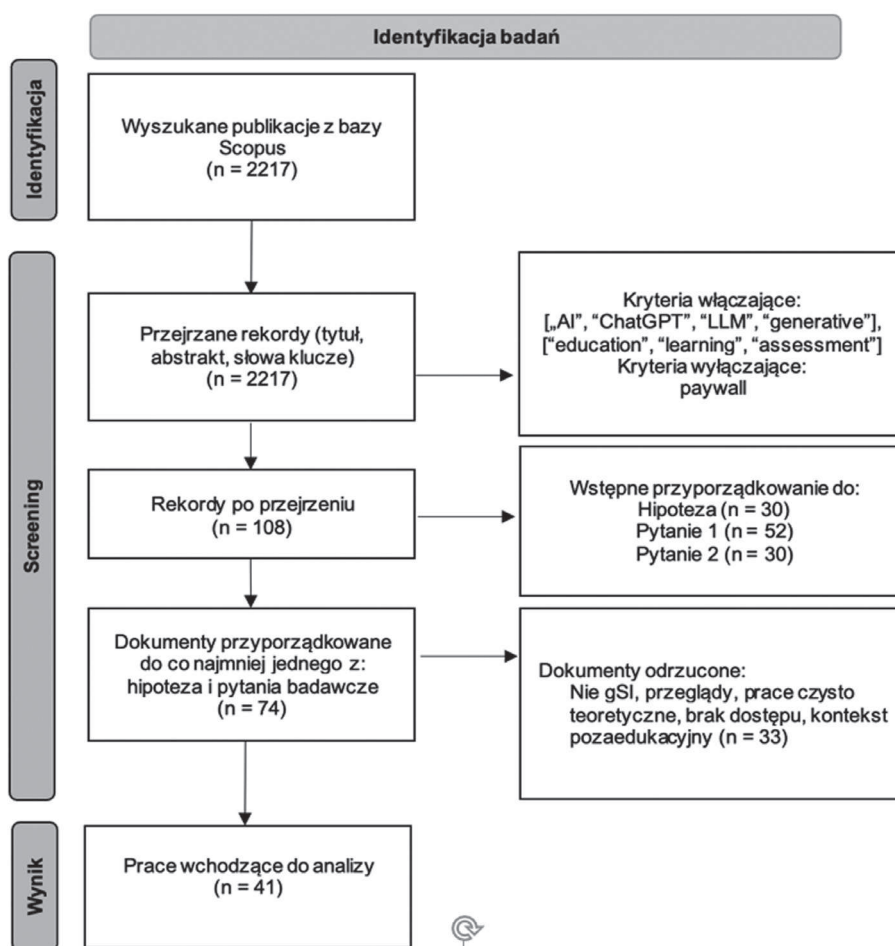 Identyfikacja badań
Identyfikacja
Wyszukane publikacje z bazy
Scopus
(n = 2217)
Screening
Przejrzane rekordy (tytuł,
abstrakt, słowa klucze)
(n = 2217)
Kryteria włączające:
[„AI”, “ChatGPT”, “LLM”, “generative”],
[“education”, “learning”, “assessment”]
Kryteria wyłączające:
paywall
Rekordy po przejrzeniu
(n = 108)
Wstępne przyporządkowanie do:
Hipoteza (n = 30)
Pytanie 1 (n = 52)
Pytanie 2 (n = 30)
Dokumenty przyporządkowane
do co najmniej jednego z:
hipoteza i pytania badawcze
(n = 74)
Dokumenty odrzucone:
Nie gSI, przeglądy, prace czysto
teoretyczne, brak dostępu, kontekst
pozaedukacyjny (n = 33)
Wynik
Prace wchodzące do analizy
(n = 41)